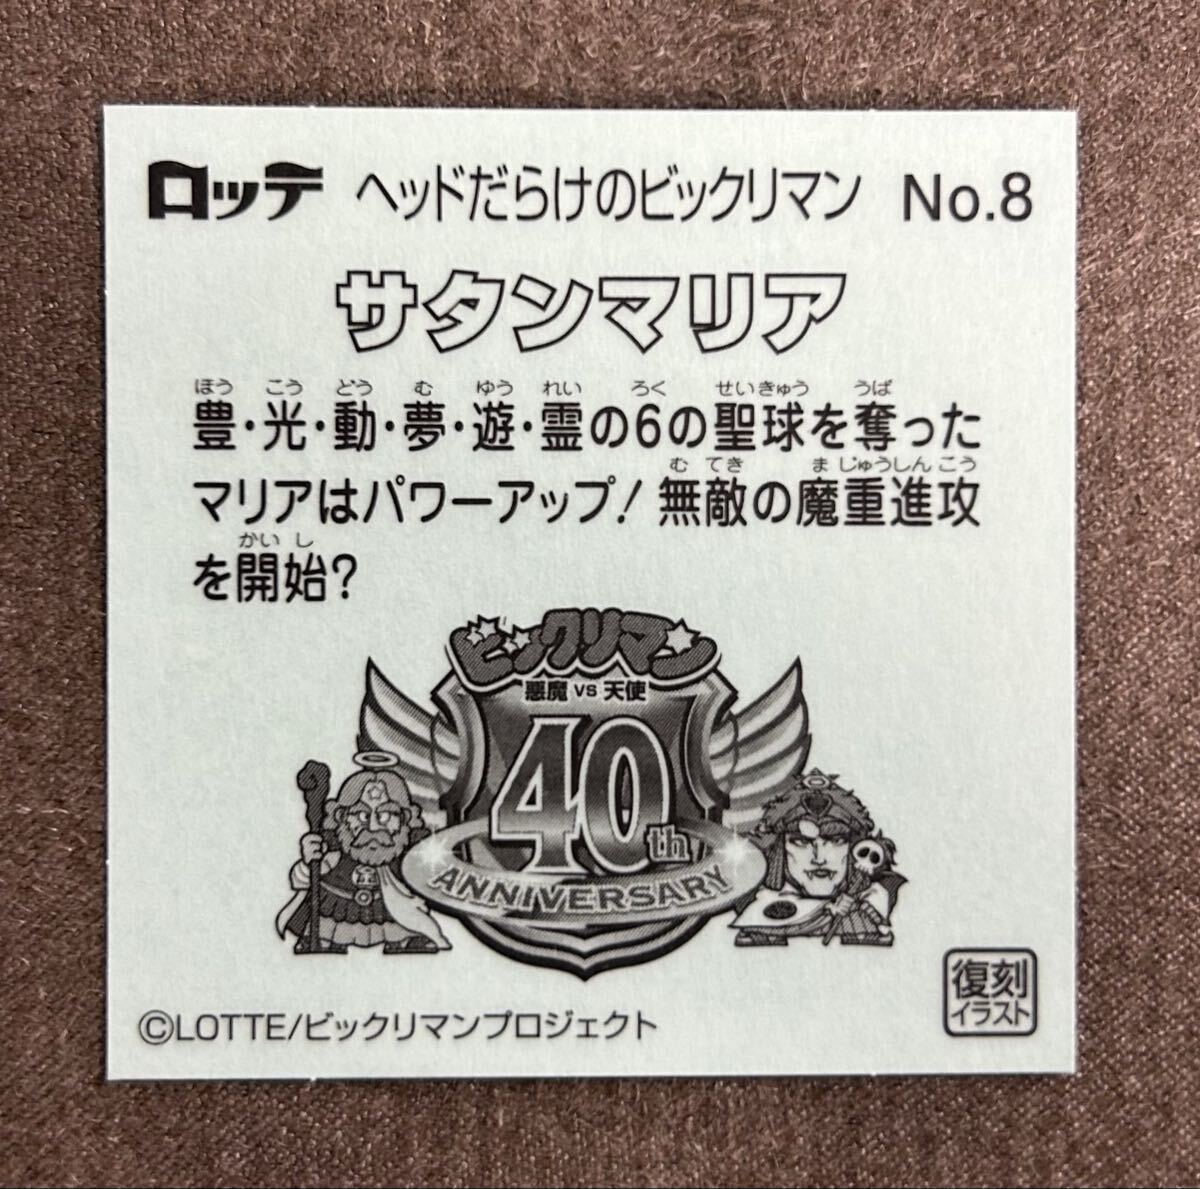 ロッテ ヘッドだらけのビックリマン No.8
サタンマリア
ほう こう どう む ゆう れい ろく せいきゅう うば
豊・光・動・夢・遊・霊の6の聖球を奪った
む てき ま じゅうしん こう
マリアはパワーアップ！無敵の魔重進攻
かい し
を開始？
ビックリマン
悪魔 VS 天使
40th
ANNIVERSARY
©LOTTE/ビックリマンプロジェクト
復刻
イラスト